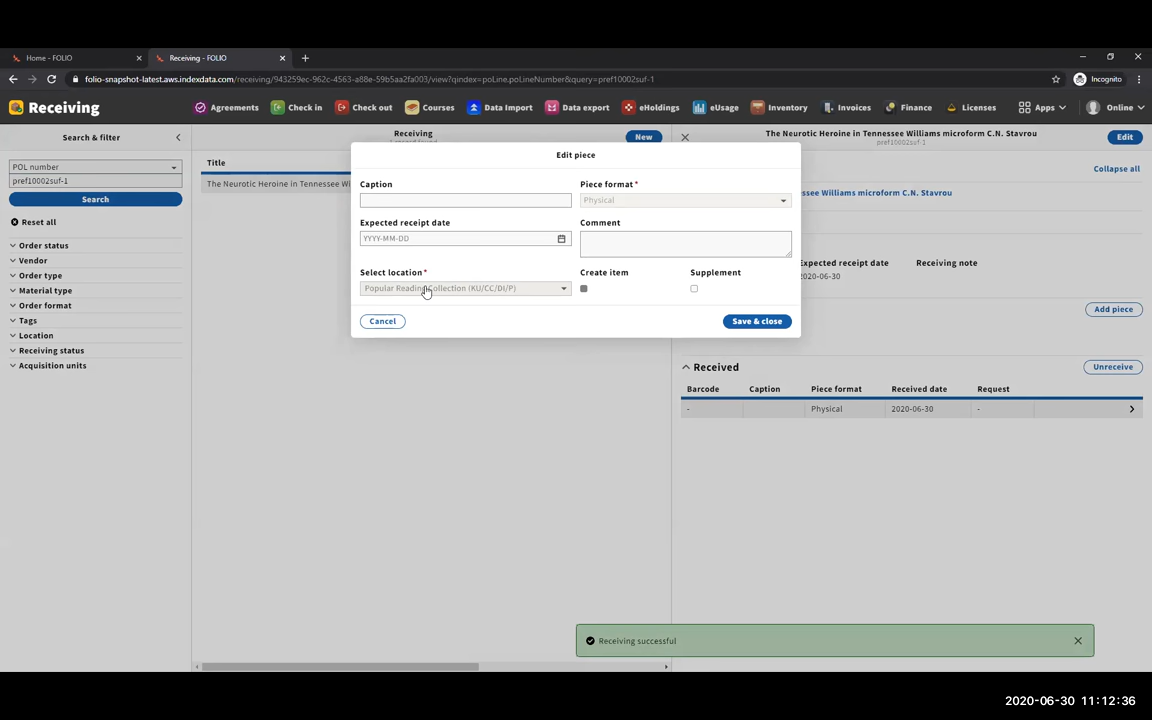 Home - FOLIO
Receiving - FOLIO
folio-snapshot-latest.aws.indexdata.com/receiving/943259ec-962c-4563-a88e-59b5aa2fa003/view?qindex=poLine.poLineNumber&query=pref10002suf-1
Incognito
Receiving
Agreements
Check in
Check out
Courses
Data Import
Data export
eHoldings
eUsage
Inventory
Invoices
Finance
Licenses
Apps
Online
Search & filter
POL number
pref10002suf-1
Search
Reset all
Order status
Vendor
Order type
Material type
Order format
Tags
Location
Receiving status
Acquisition units
Receiving
New
Title
The Neurotic Heroine in Tennessee Wi
Edit piece
Caption
Piece format*
Physical
Expected receipt date
YYYY-MM-DD
Comment
Select location*
Popular Reading Collection (KU/CC/DI/P)
Create item
Supplement
Cancel
Save & close
The Neurotic Heroine in Tennessee Williams microform C.N. Stavrou
pref10002suf-1
Edit
Collapse all
ssee Williams microform C.N. Stavrou
Expected receipt date
Receiving note
2020-06-30
Add piece
Received
Unreceive
Barcode
Caption
Piece format
Received date
Request
-
Physical
2020-06-30
-
Receiving successful
2020-06-30 11:12:36